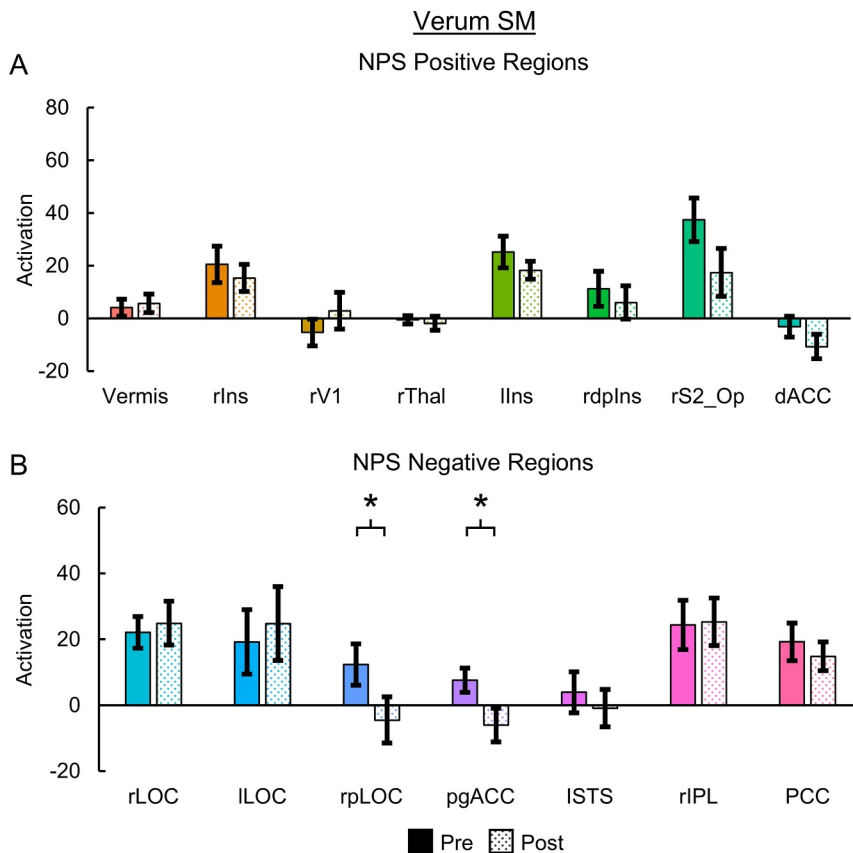 Verum SM
A
NPS Positive Regions
80
60
40
20
0
-20
Activation
Vermis rIns rV1 rThal lIns rdpIns rS2_Op dACC
B
NPS Negative Regions
60
40
20
0
-20
Activation
* *
rLOC lLOC rpLOC pgACC lSTS rIPL PCC
Pre Post